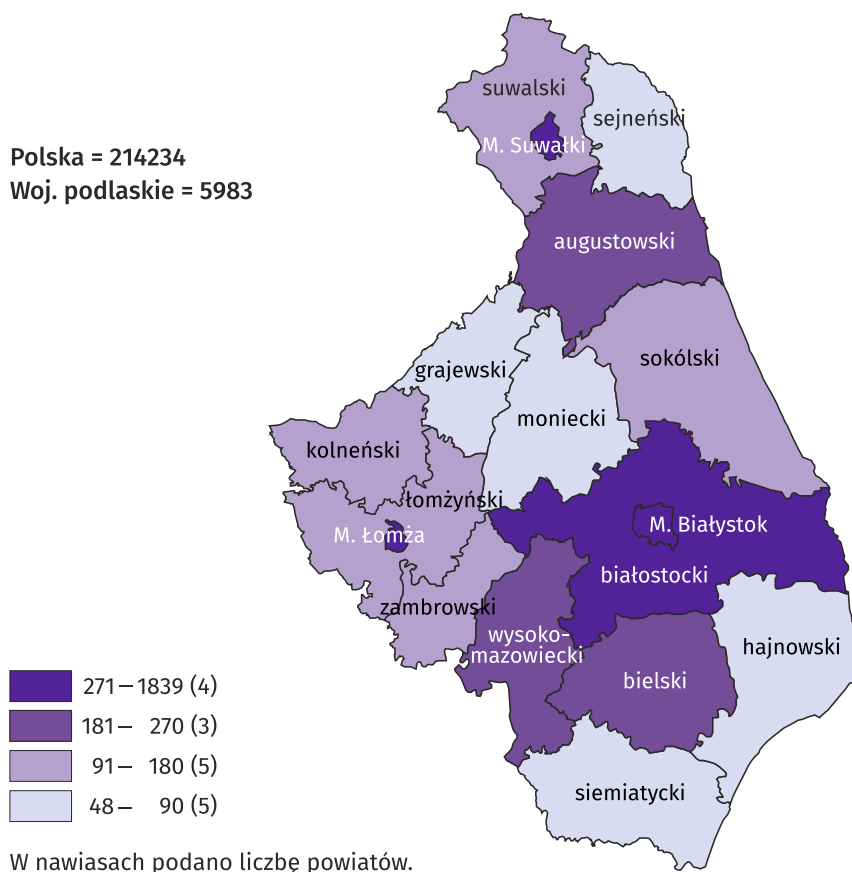 Polska = 214234
Woj. podlaskie = 5983
suwalski
sejneński
M. Suwałki
augustowski
sokólski
grajewski
moniecki
kolneński
łomżyński
M. Łomża
M. Białystok
białostocki
zambrowski
wysoko-
mazowiecki
hajnowski
bielski
siemiatycki
271 – 1839 (4)
181 – 270 (3)
91 – 180 (5)
48 – 90 (5)
W nawiasach podano liczbę powiatów.